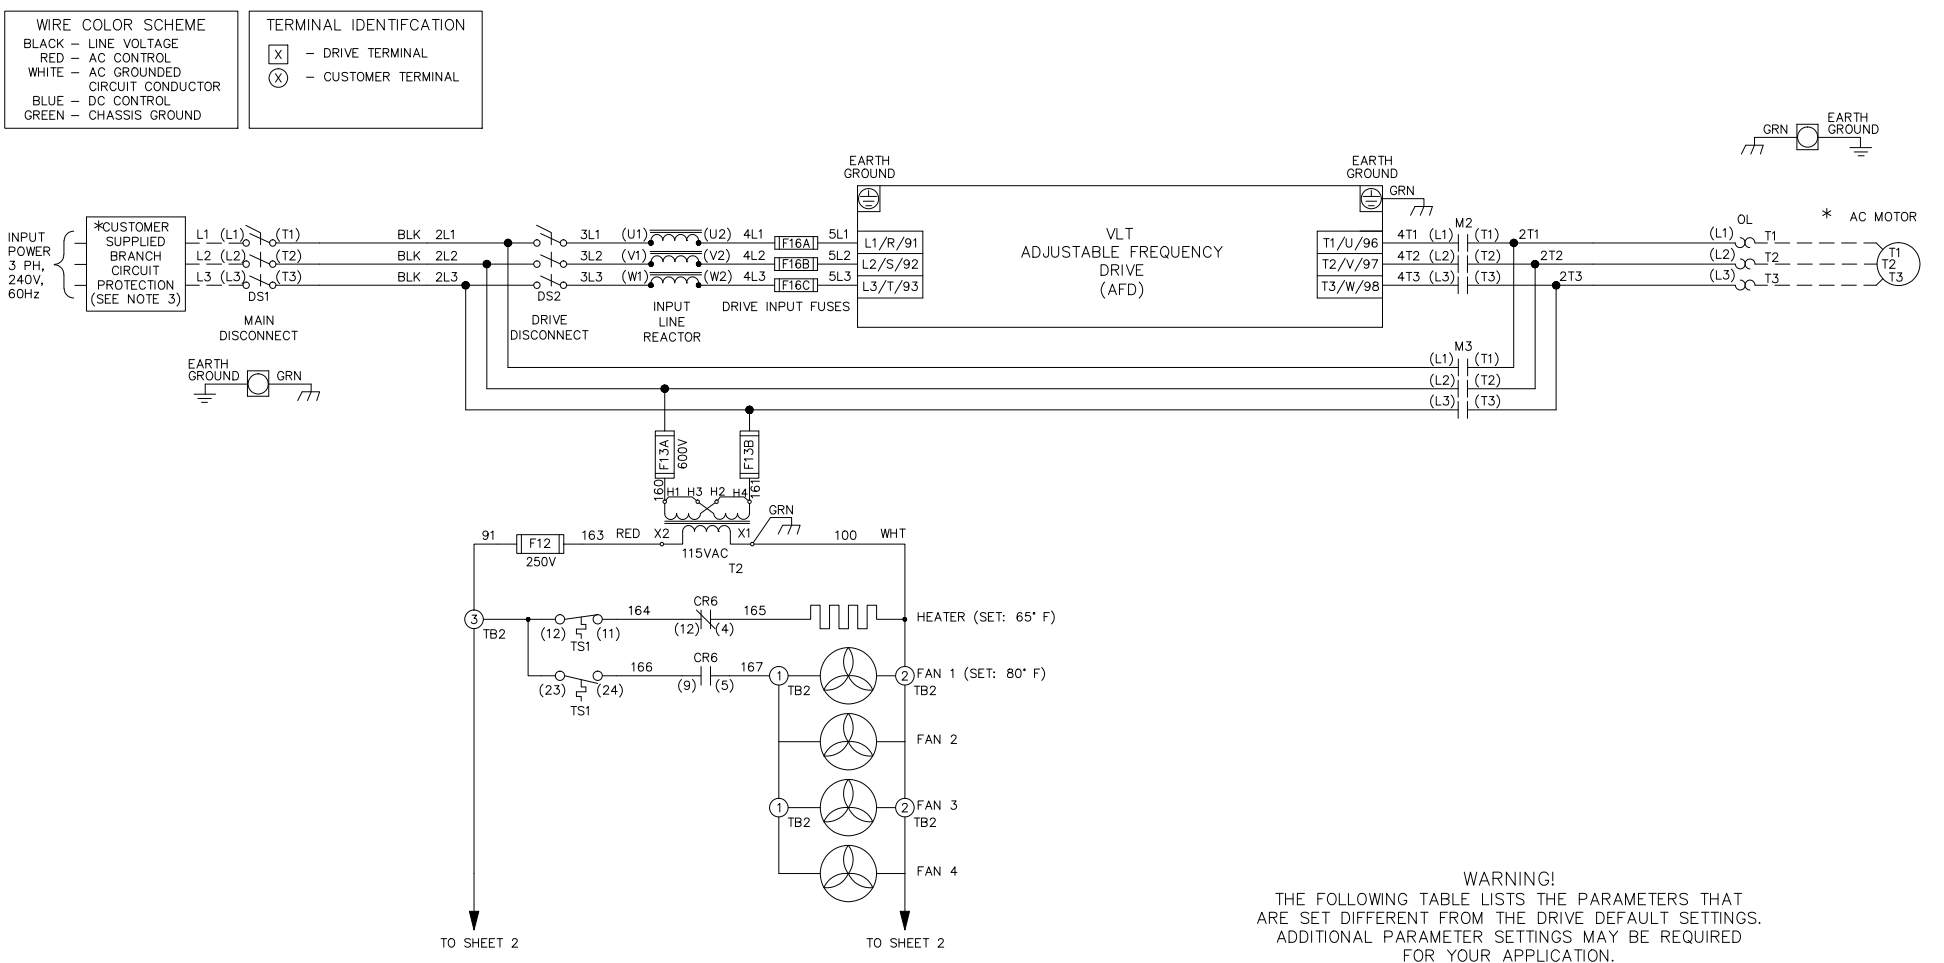 WIRE COLOR SCHEME
BLACK – LINE VOLTAGE
RED – AC CONTROL
WHITE – AC GROUNDED
CIRCUIT CONDUCTOR
BLUE – DC CONTROL
GREEN – CHASSIS GROUND
TERMINAL IDENTIFCATION
X – DRIVE TERMINAL
X – CUSTOMER TERMINAL
GRN
EARTH
GROUND
INPUT
POWER
3 PH,
240V,
60Hz
*CUSTOMER
SUPPLIED
BRANCH
CIRCUIT
PROTECTION
(SEE NOTE 3)
L1 (L1) (T1) BLK 2L1 3L1 (U1) (U2) 4L1 F16A 5L1 L1/R/91
L2 (L2) (T2) BLK 2L2 3L2 (V1) (V2) 4L2 F16B 5L2 L2/S/92
L3 (L3) (T3) BLK 2L3 3L3 (W1) (W2) 4L3 F16C 5L3 L3/T/93
DS1
MAIN
DISCONNECT
DS2
DRIVE
DISCONNECT
INPUT
LINE
REACTOR
DRIVE INPUT FUSES
EARTH
GROUND
VLT
ADJUSTABLE FREQUENCY
DRIVE
(AFD)
EARTH
GROUND
GRN
M2
OL
* AC MOTOR
T1/U/96 4T1 (L1) (T1) 2T1 (L1) T1 T1
T2/V/97 4T2 (L2) (T2) 2T2 (L2) T2 T2
T3/W/98 4T3 (L3) (T3) 2T3 (L3) T3 T3
M3
(L1) (T1)
(L2) (T2)
(L3) (T3)
EARTH
GROUND
GRN
F13A
600V
F13B
160
H1 H3 H2 H4
161
GRN
91
F12
250V
163
RED
X2
X1
115VAC
T2
100
WHT
3
TB2
(12)
(11)
TS1
164
CR6
(12)
(4)
165
HEATER (SET: 65° F)
(23)
(24)
TS1
166
CR6
(9)
(5)
167
1
TB2
2
TB2
FAN 1 (SET: 80° F)
FAN 2
1
TB2
2
TB2
FAN 3
FAN 4
TO SHEET 2
TO SHEET 2
WARNING!
THE FOLLOWING TABLE LISTS THE PARAMETERS THAT
ARE SET DIFFERENT FROM THE DRIVE DEFAULT SETTINGS.
ADDITIONAL PARAMETER SETTINGS MAY BE REQUIRED
FOR YOUR APPLICATION.